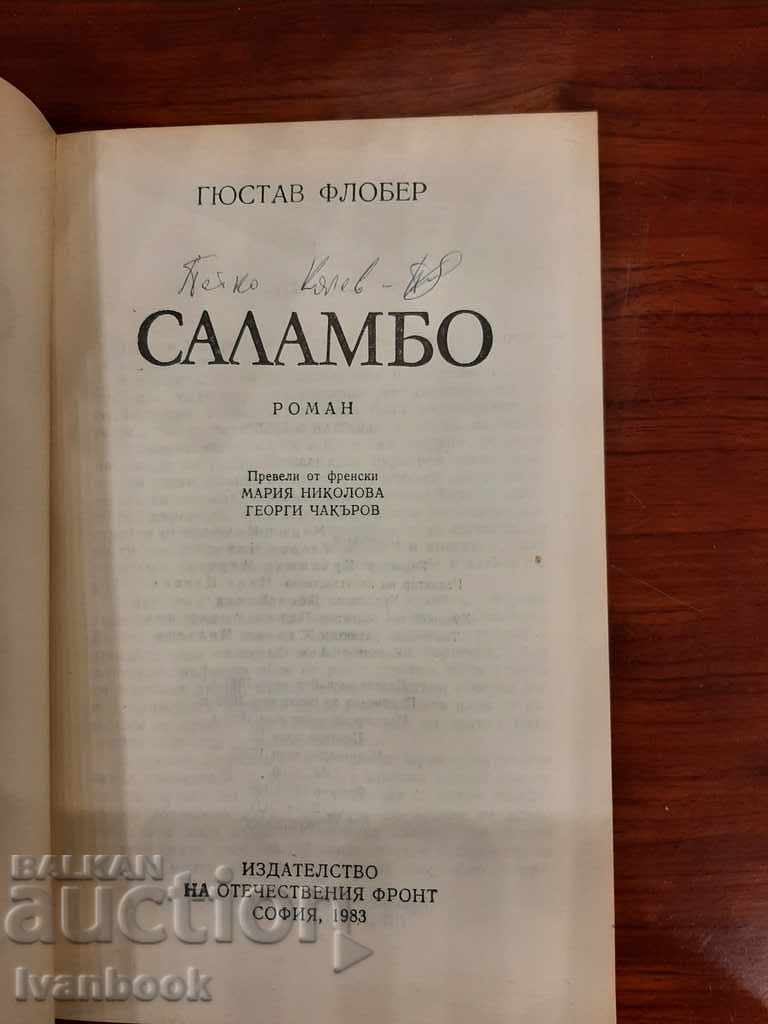 ГЮСТАВ ФЛОБЕР
Петко Колев -
САЛАМБО
РОМАН
Превели от френски
МАРИЯ НИКОЛОВА
ГЕОРГИ ЧАКЪРОВ
ИЗДАТЕЛСТВО
НА ОТЕЧЕСТВЕНИЯ ФРОНТ
СОФИЯ, 1983
BALKAN
auction
Ivanbook